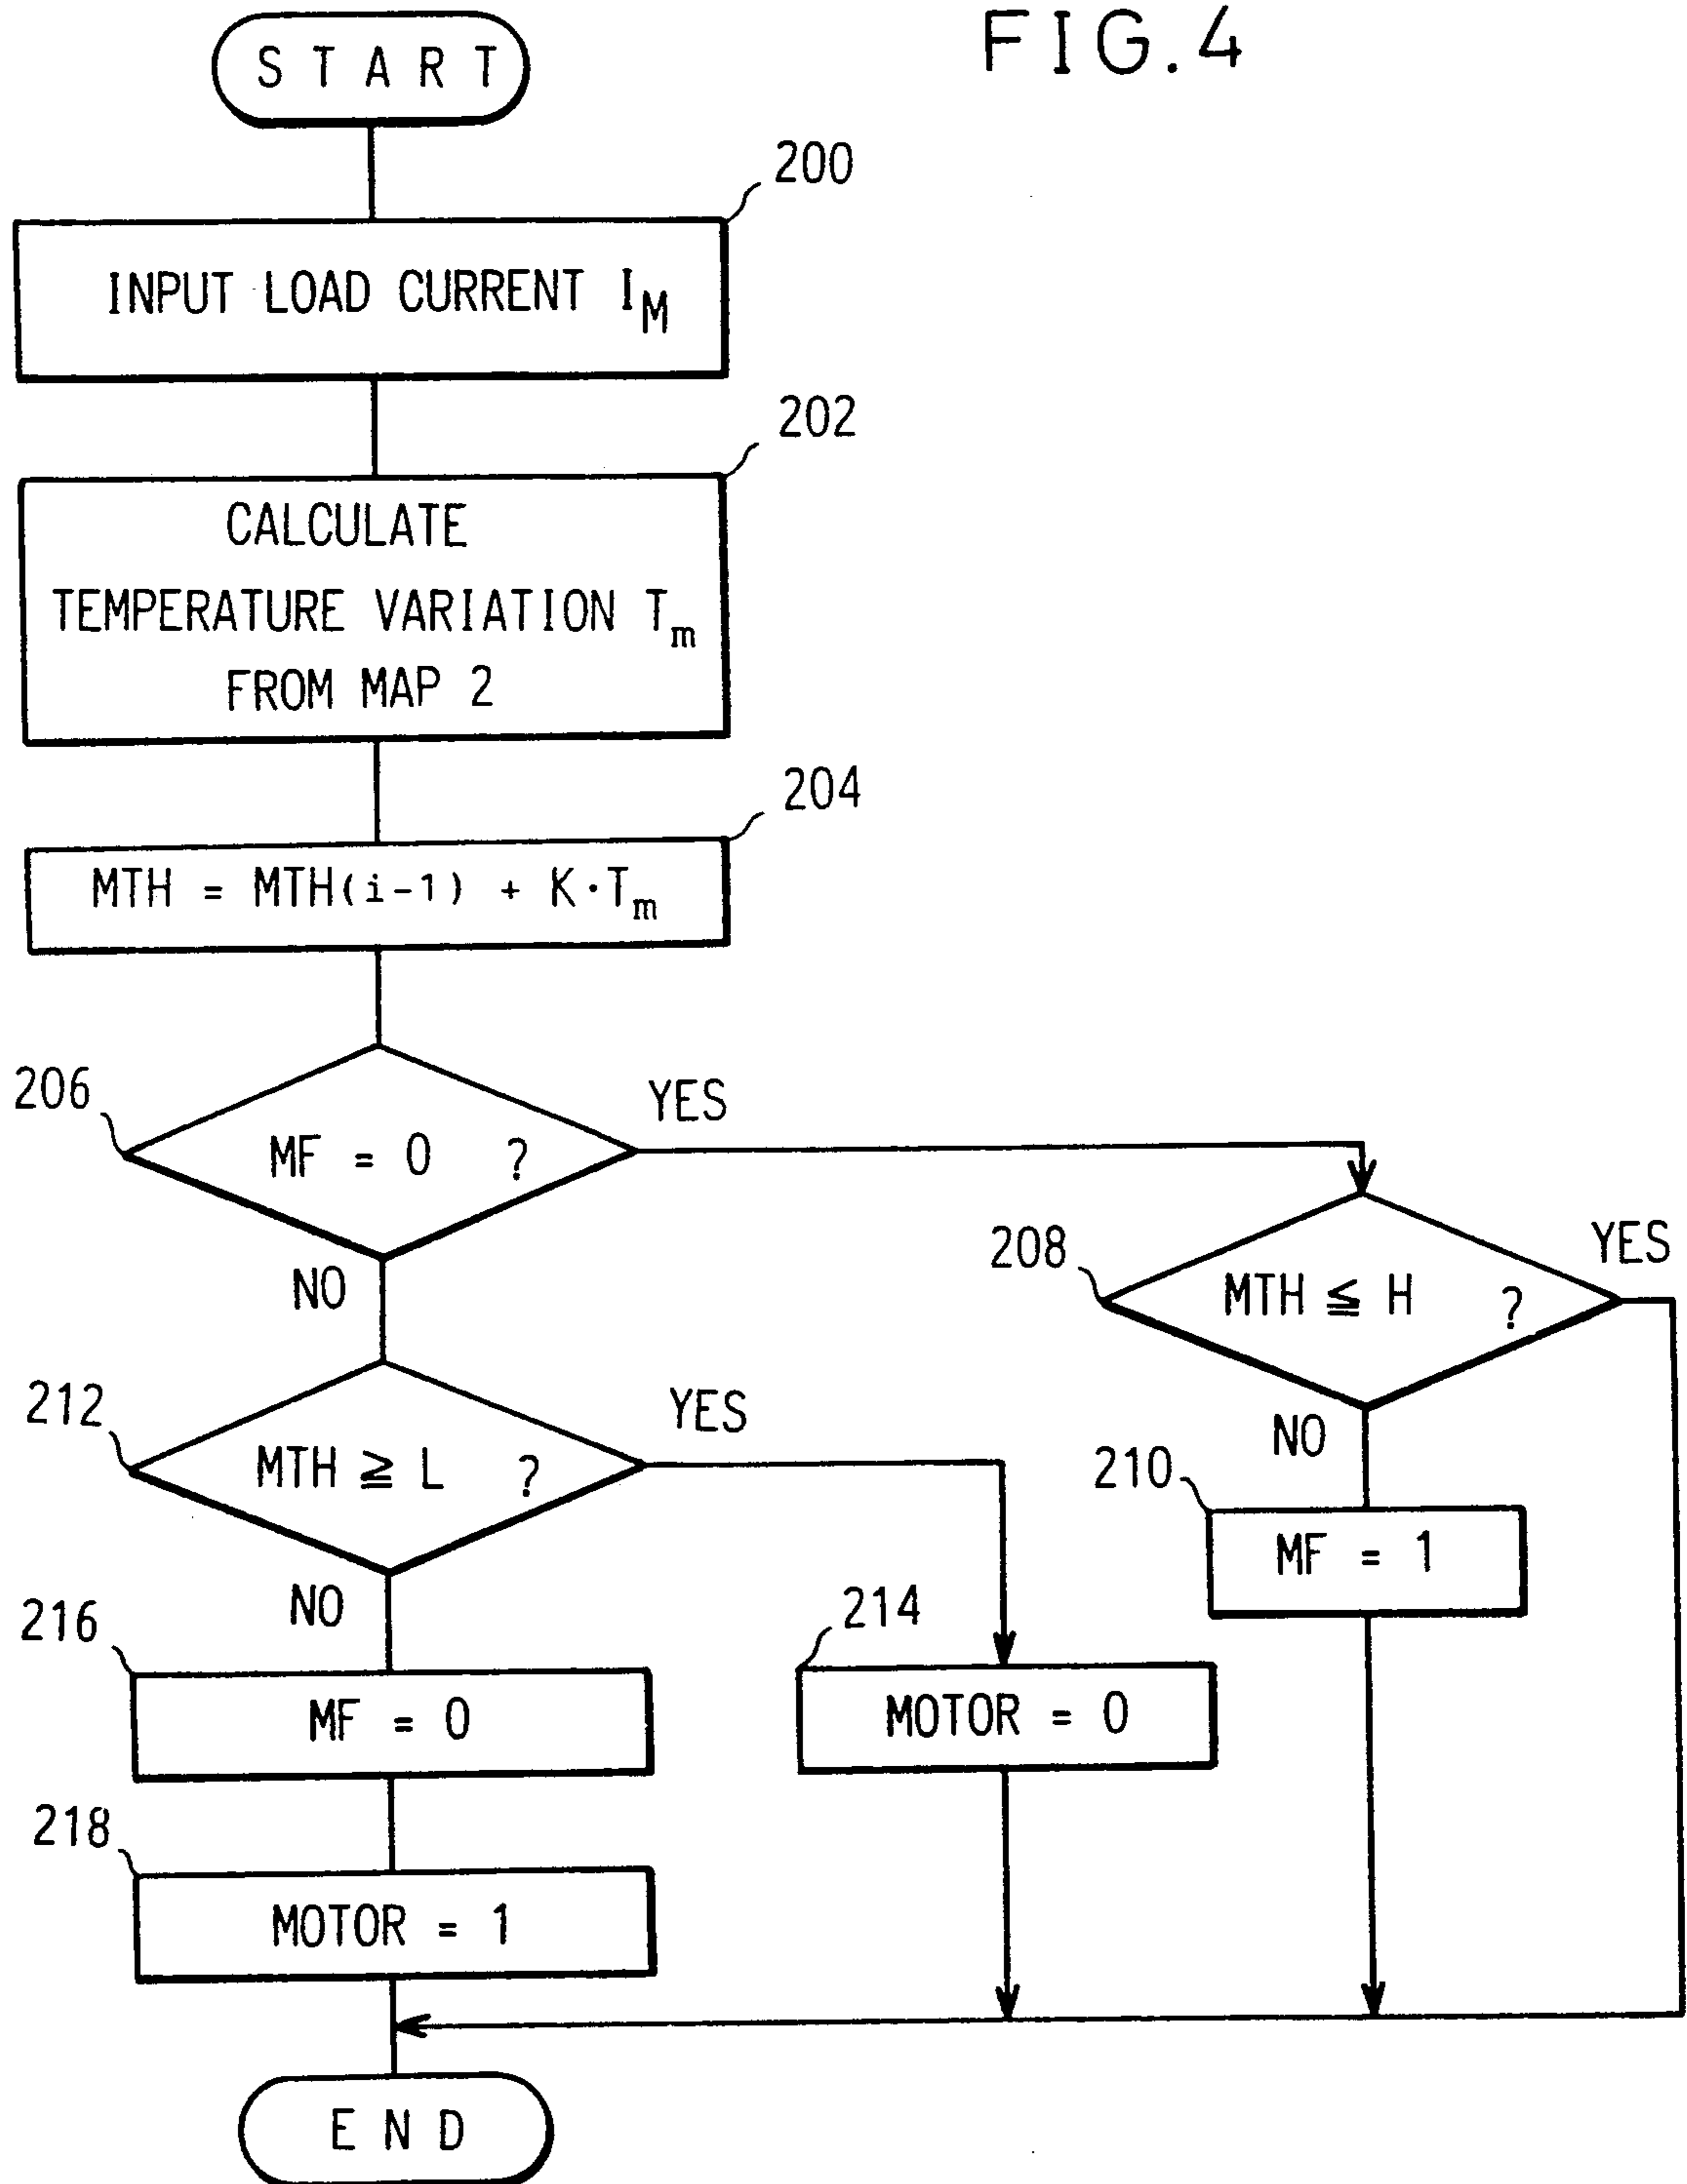 FIG.4
START
200
INPUT LOAD CURRENT I_M
202
CALCULATE
TEMPERATURE VARIATION T_m
FROM MAP 2
204
MTH = MTH(i-1) + K·T_m
206
MF = 0 ?
YES
NO
208
MTH ≦ H ?
YES
NO
210
MF = 1
212
MTH ≧ L ?
YES
NO
214
MOTOR = 0
216
MF = 0
218
MOTOR = 1
END